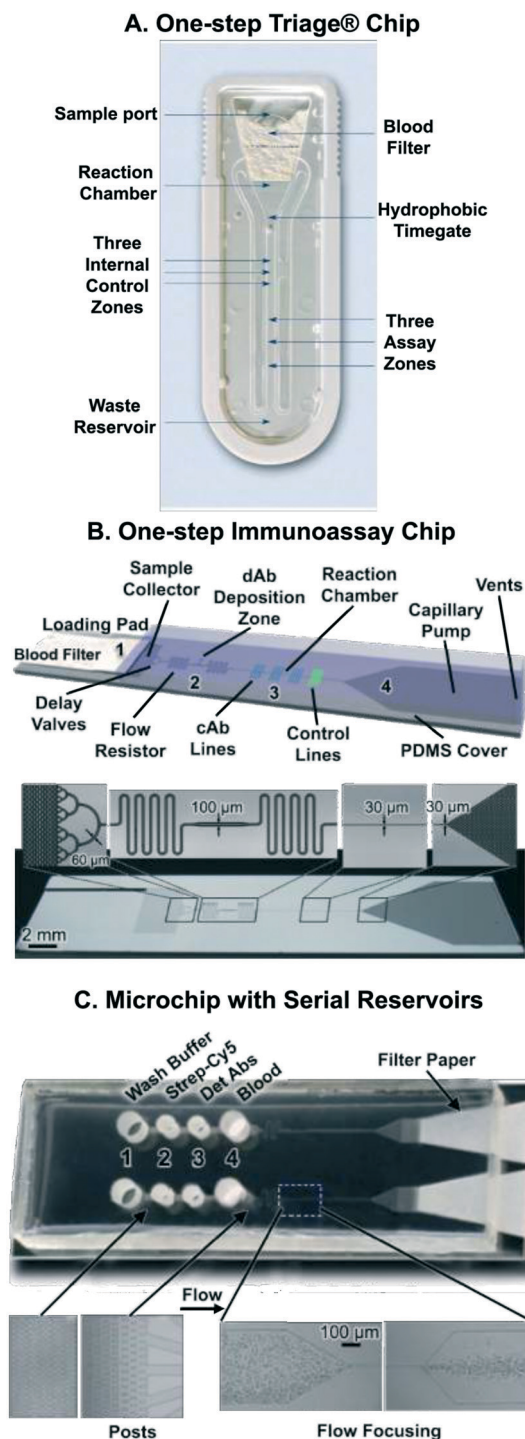 A. One-step Triage® Chip
Sample port
Blood
Filter
Reaction
Chamber
Hydrophobic
Timegate
Three
Internal
Control
Zones
Three
Assay
Zones
Waste
Reservoir
B. One-step Immunoassay Chip
Sample
Collector
dAb
Deposition
Zone
Reaction
Chamber
Vents
Capillary
Pump
Loading Pad
Blood Filter
1
2
3
4
Delay
Valves
Flow
Resistor
cAb
Lines
Control
Lines
PDMS Cover
60 µm
100 µm
30 µm
30 µm
2 mm
C. Microchip with Serial Reservoirs
Wash Buffer
Strep-Cy5
Det Abs
Blood
Filter Paper
1 2 3 4
Flow
100 µm
Posts
Flow Focusing